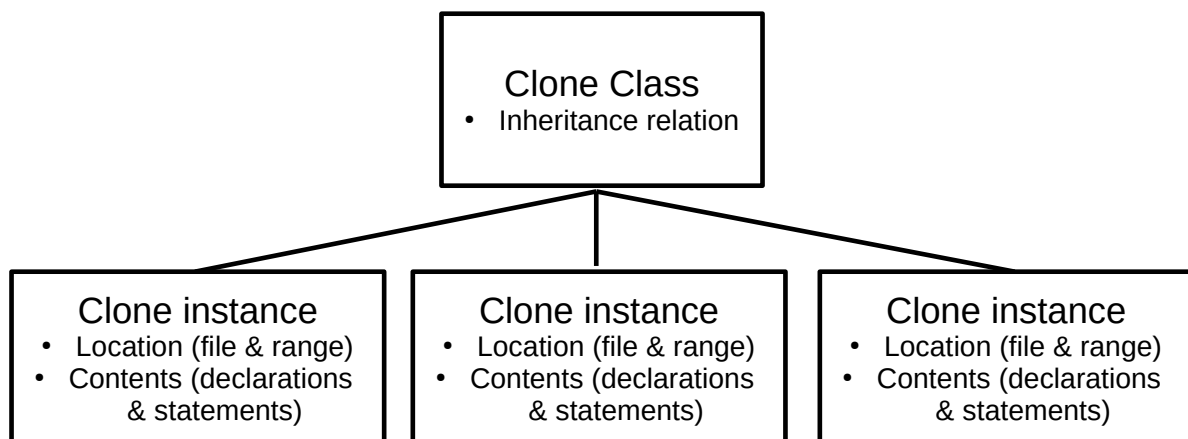 Clone Class
• Inheritance relation
Clone instance
• Location (file & range)
• Contents (declarations
& statements)
Clone instance
• Location (file & range)
• Contents (declarations
& statements)
Clone instance
• Location (file & range)
• Contents (declarations
& statements)